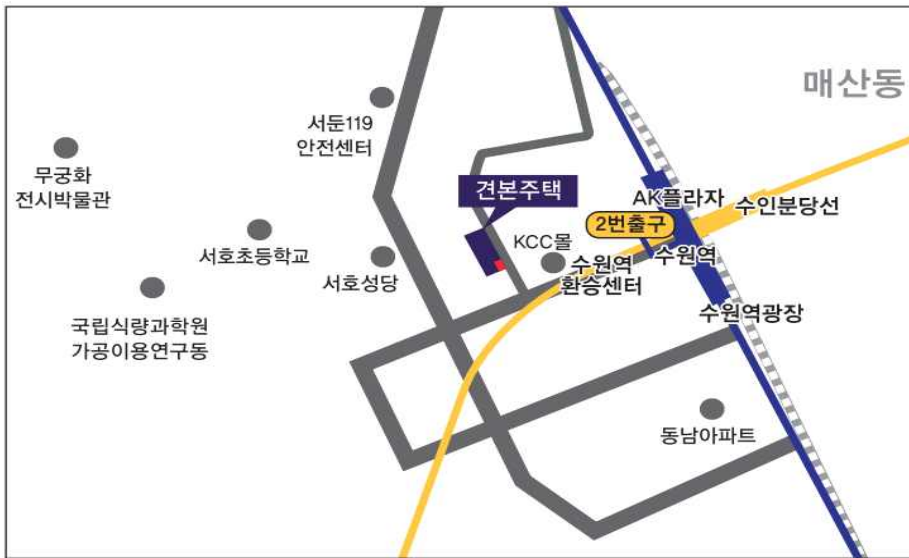 매산동
서둔119
안전센터
무궁화
전시박물관
견본주택
AK플라자
수인분당선
2번출구
서호초등학교
서호성당
KCC몰
수원역
환승센터
수원역
국립식량과학원
가공이용연구동
수원역광장
동남아파트